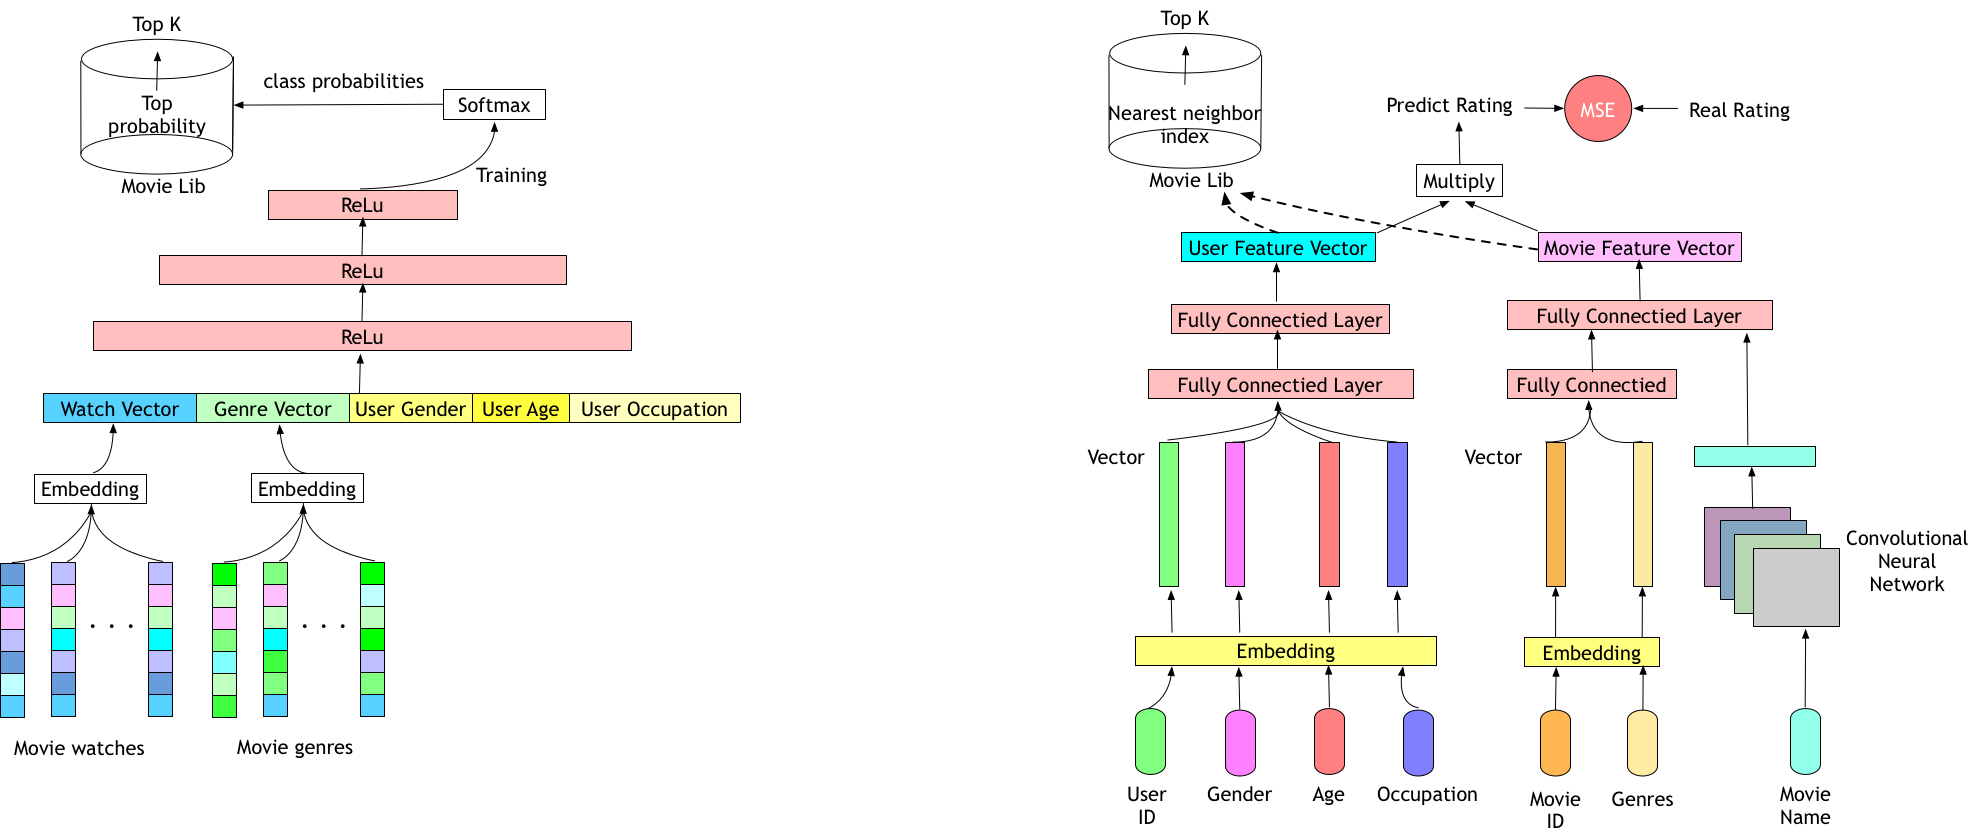 Top K
Top
probability
Movie Lib
class probabilities
Softmax
Training
ReLu
ReLu
ReLu
Watch Vector
Genre Vector
User Gender
User Age
User Occupation
Embedding
Embedding
. . .
. . .
Movie watches
Movie genres
Top K
Nearest neighbor
index
Movie Lib
Predict Rating
MSE
Real Rating
Multiply
User Feature Vector
Movie Feature Vector
Fully Connectied Layer
Fully Connectied Layer
Fully Connectied Layer
Fully Connectied
Vector
Vector
Convolutional
Neural
Network
Embedding
Embedding
User
ID
Gender
Age
Occupation
Movie
ID
Genres
Movie
Name